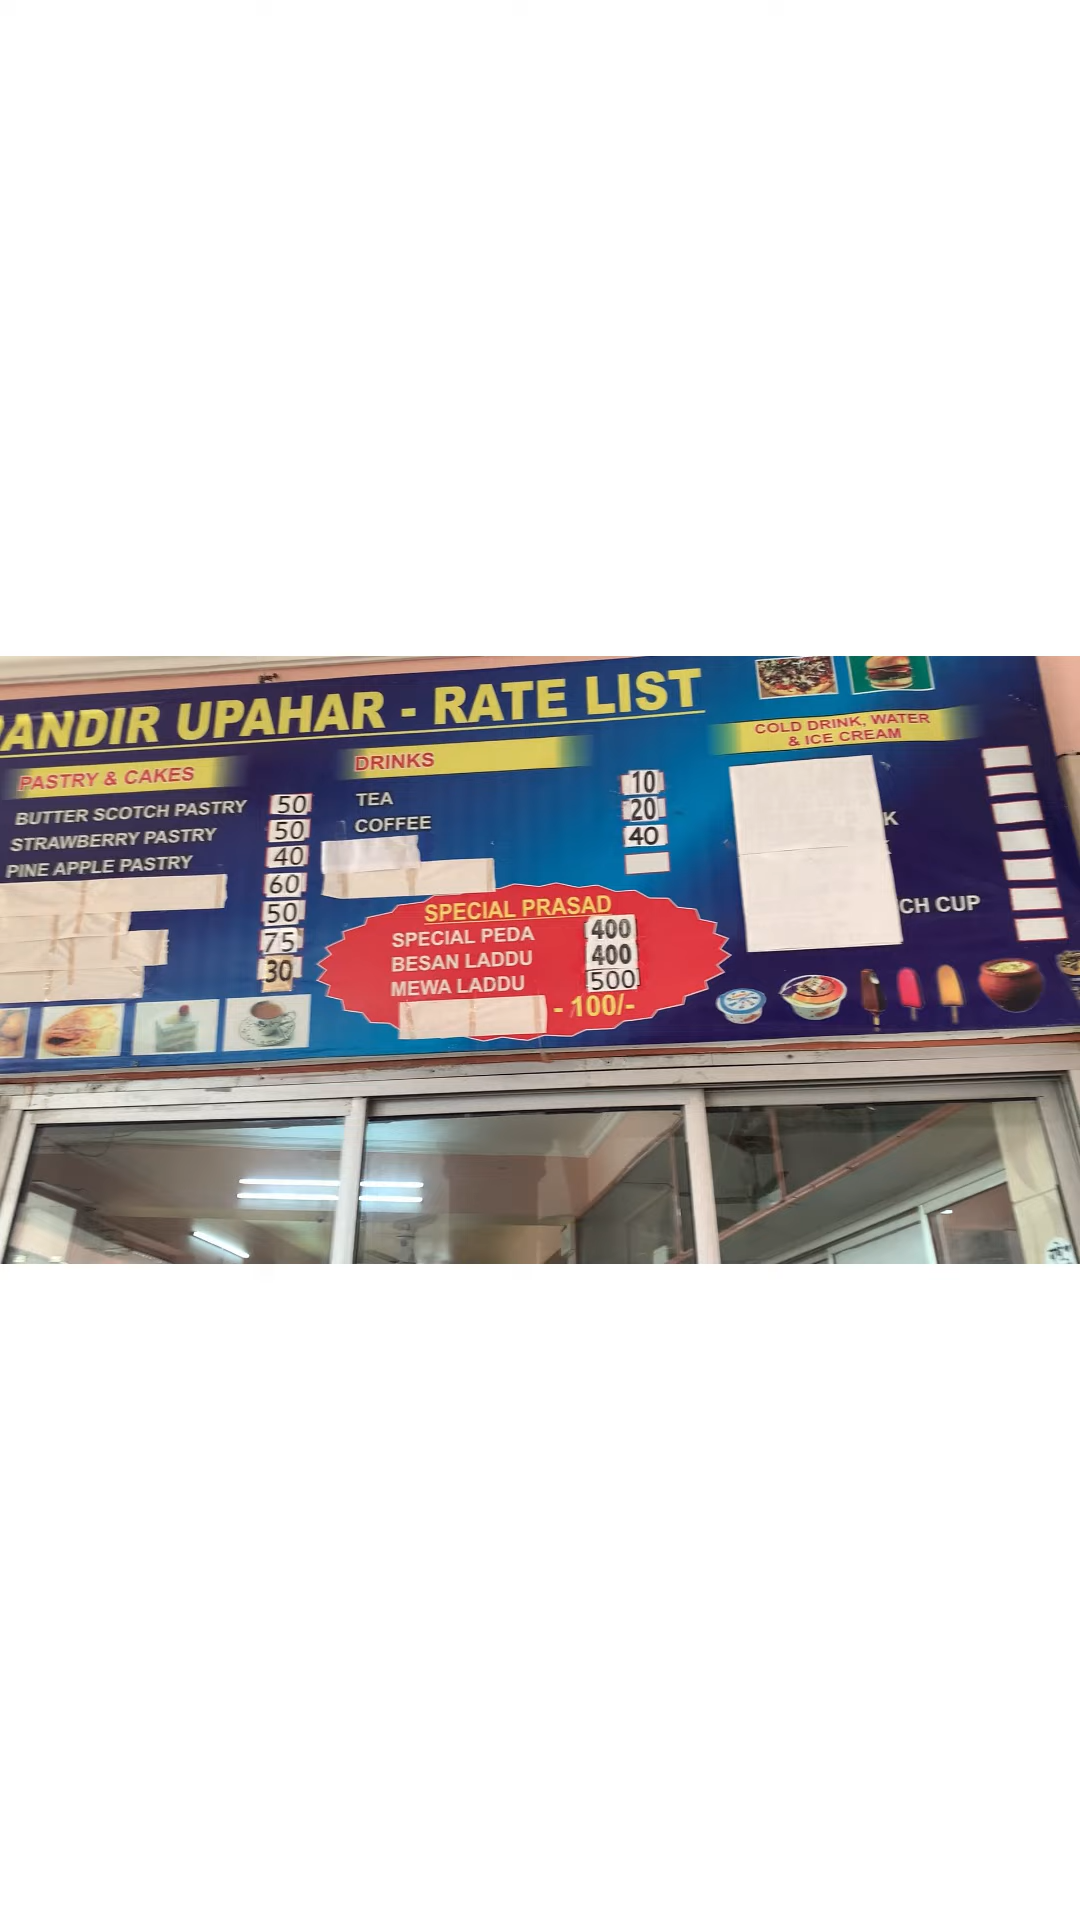 ANDIR UPAHAR - RATE LIST
PASTRY & CAKES
BUTTER SCOTCH PASTRY 50
STRAWBERRY PASTRY 50
PINE APPLE PASTRY 40
60
50
75
30
DRINKS
TEA 10
COFFEE 20
40
SPECIAL PRASAD
SPECIAL PEDA 400
BESAN LADDU 400
MEWA LADDU 500
- 100/-
COLD DRINK, WATER
& ICE CREAM
K
CH CUP